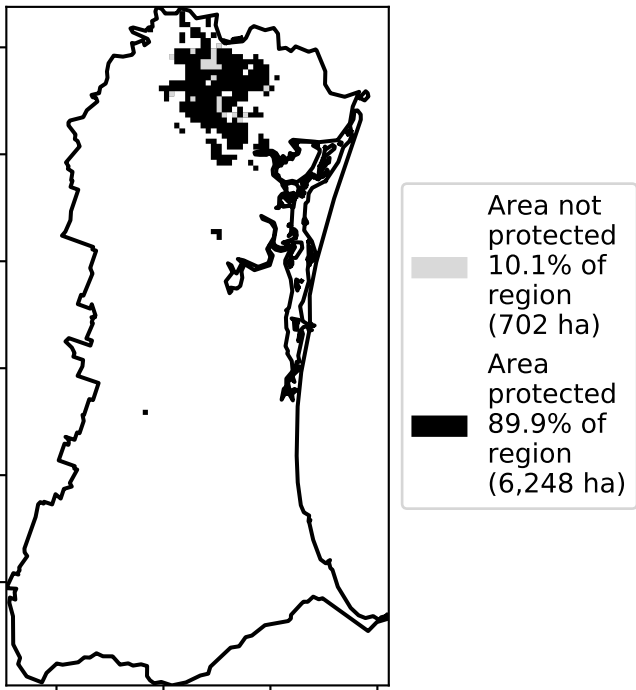 Area not
protected
10.1% of
region
(702 ha)
Area
protected
89.9% of
region
(6,248 ha)